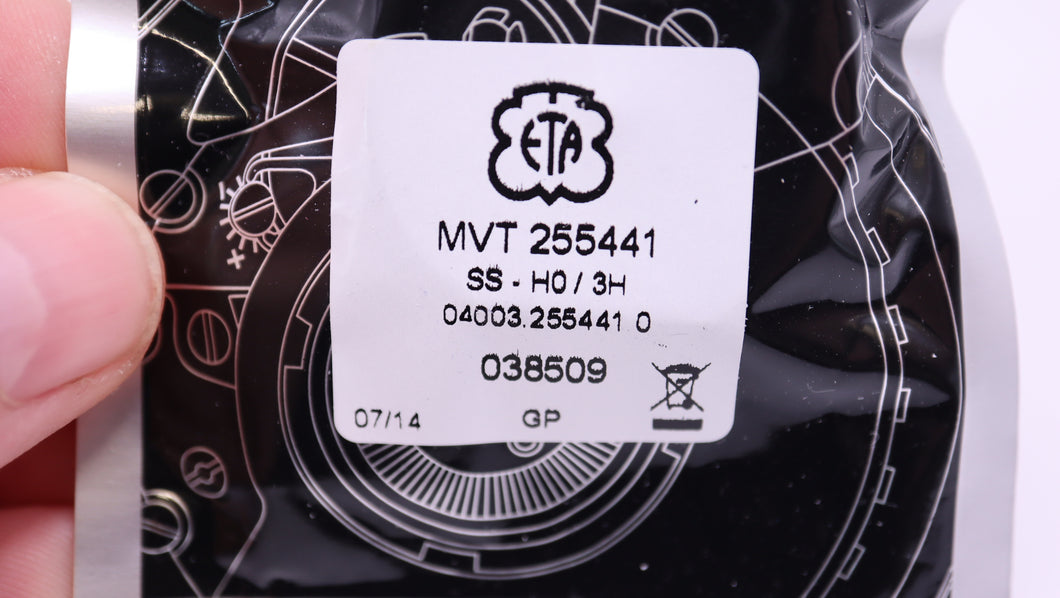 ETA
MVT 255441
SS - H0 / 3H
04003.255441 0
038509
07/14 GP